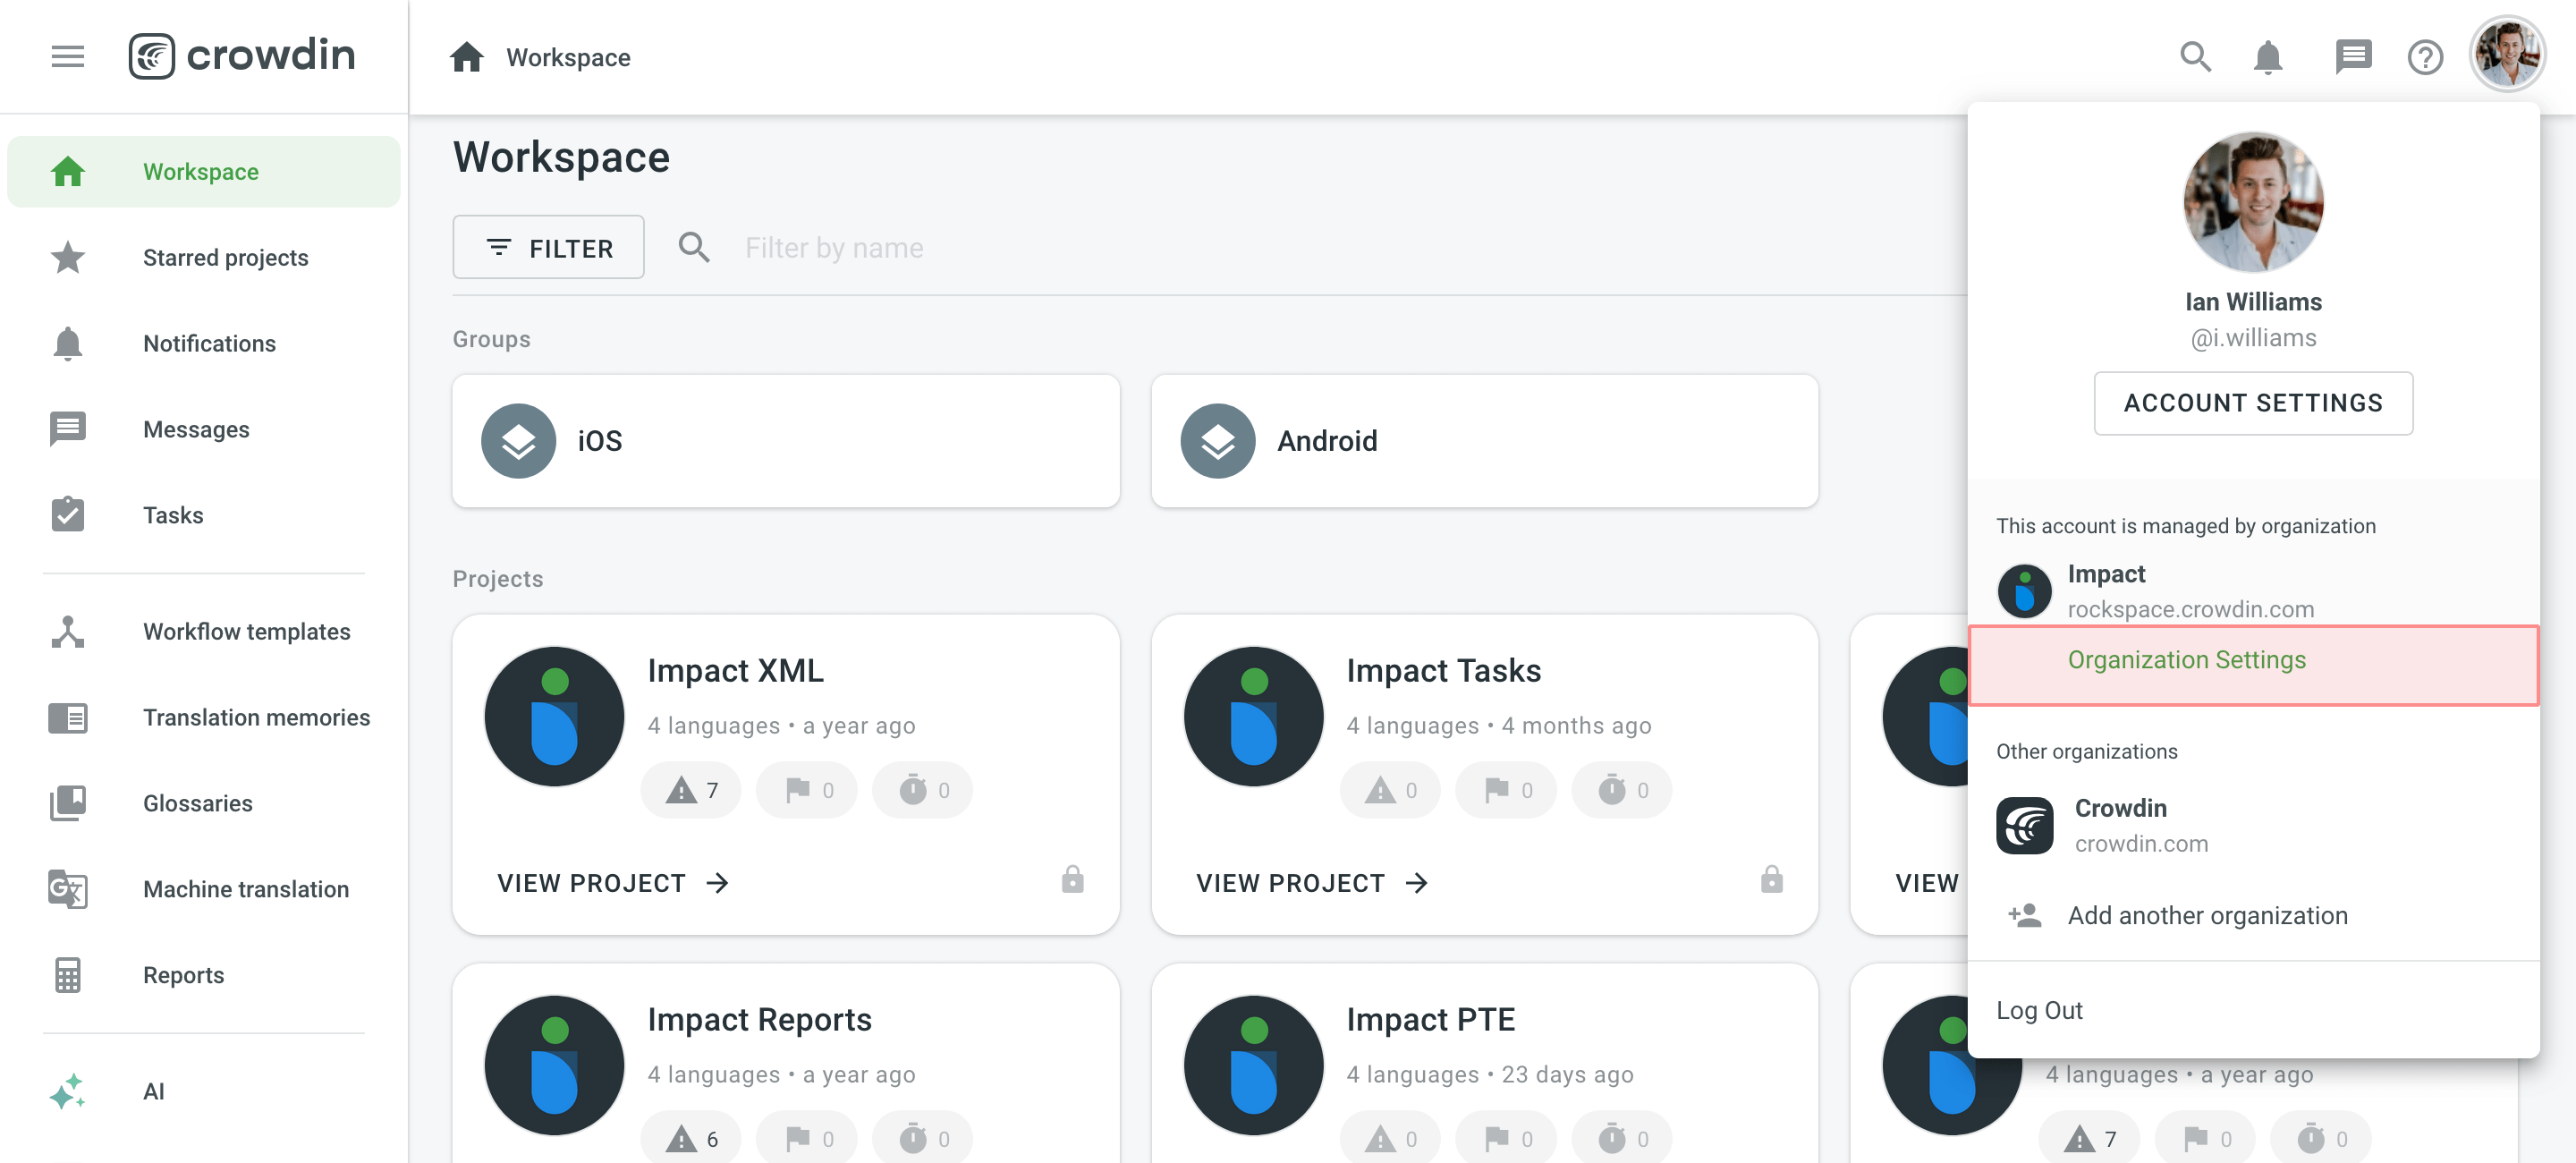 crowdin
Workspace
Workspace
Starred projects
Notifications
Messages
Tasks
Workflow templates
Translation memories
Glossaries
Machine translation
Reports
AI
Workspace
FILTER
Filter by name
Groups
iOS
Android
Projects
Impact XML
4 languages • a year ago
7 0 0
VIEW PROJECT
Impact Tasks
4 languages • 4 months ago
0 0 0
VIEW PROJECT
VIEW
Impact Reports
4 languages • a year ago
6 0 0
Impact PTE
4 languages • 23 days ago
0 0 0
4 languages • a year ago
7 0 0
Ian Williams
@i.williams
ACCOUNT SETTINGS
This account is managed by organization
Impact
rockspace.crowdin.com
Organization Settings
Other organizations
Crowdin
crowdin.com
Add another organization
Log Out